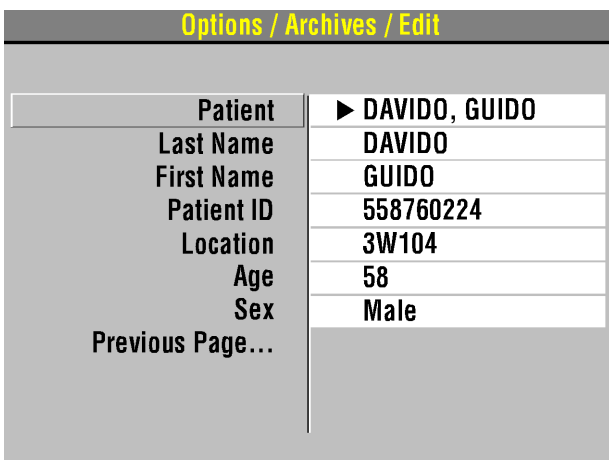 Options / Archives / Edit
Patient ▶ DAVIDO, GUIDO
Last Name DAVIDO
First Name GUIDO
Patient ID 558760224
Location 3W104
Age 58
Sex Male
Previous Page...